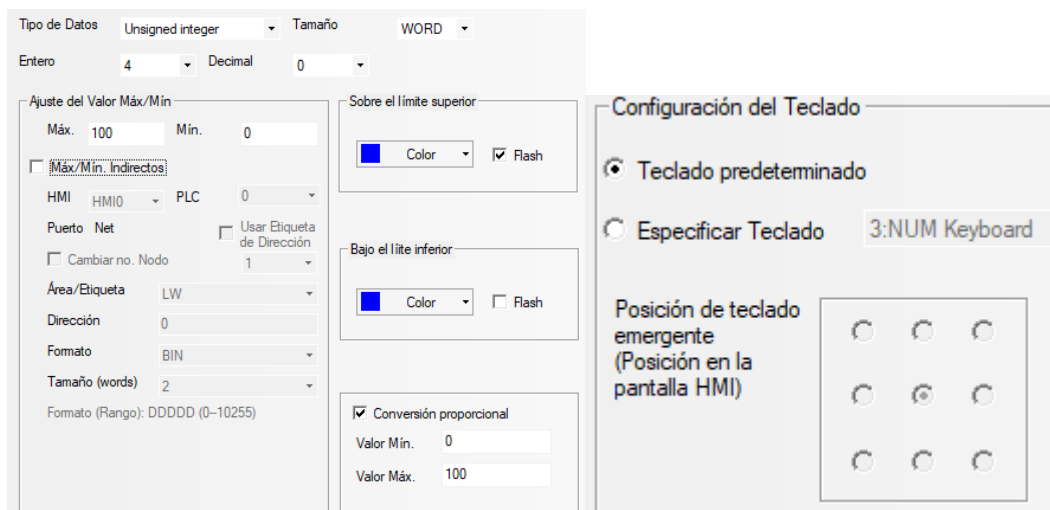 Tipo de Datos Unsigned integer Tamaño WORD
Entero 4 Decimal 0
Ajuste del Valor Máx/Mín
Máx. 100 Mín. 0
Máx/Mín. Indirectos
HMI HMI0 PLC 0
Puerto Net Usar Etiqueta
de Dirección
Cambiar no. Nodo 1
Área/Etiqueta LW
Dirección 0
Formato BIN
Tamaño (words) 2
Formato (Rango): DDDDD (0~10255)
Sobre el límite superior
Color Flash
Bajo el líite inferior
Color Flash
Conversión proporcional
Valor Mín. 0
Valor Máx. 100
Configuración del Teclado
Teclado predeterminado
Especificar Teclado 3:NUM Keyboard
Posición de teclado
emergente
(Posición en la
pantalla HMI)